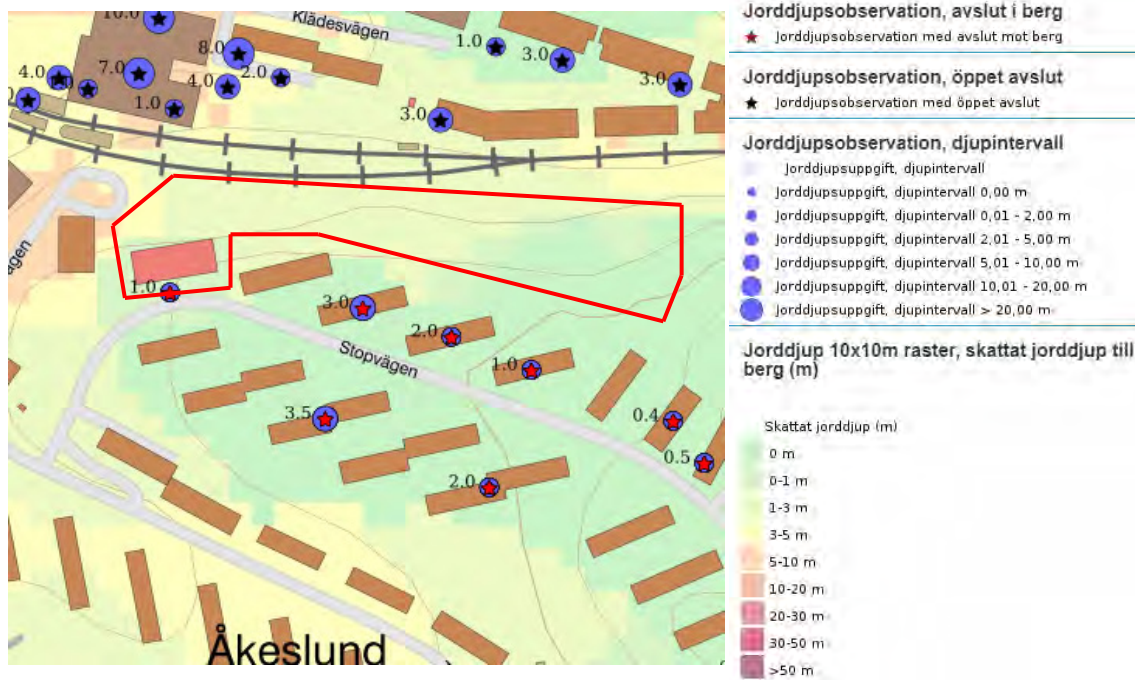 10.0
Klädesvägen
8.0
1.0
3.0
4.0
7.0
4.0
2.0
3.0
1.0
3.0
1.0
3.0
2.0
Stopvägen
1.0
3.5
0.4
0.5
2.0
Åkeslund
Jorddjupsobservation, avslut i berg
Jorddjupsobservation med avslut mot berg
Jorddjupsobservation, öppet avslut
Jorddjupsobservation med öppet avslut
Jorddjupsobservation, djupintervall
Jorddjupsuppgift, djupintervall
Jorddjupsuppgift, djupintervall 0,00 m
Jorddjupsuppgift, djupintervall 0,01 - 2,00 m
Jorddjupsuppgift, djupintervall 2,01 - 5,00 m
Jorddjupsuppgift, djupintervall 5,01 - 10,00 m
Jorddjupsuppgift, djupintervall 10,01 - 20,00 m
Jorddjupsuppgift, djupintervall > 20,00 m
Jorddjup 10x10m raster, skattat jorddjup till
berg (m)
Skattat jorddjup (m)
0 m
0-1 m
1-3 m
3-5 m
5-10 m
10-20 m
20-30 m
30-50 m
>50 m